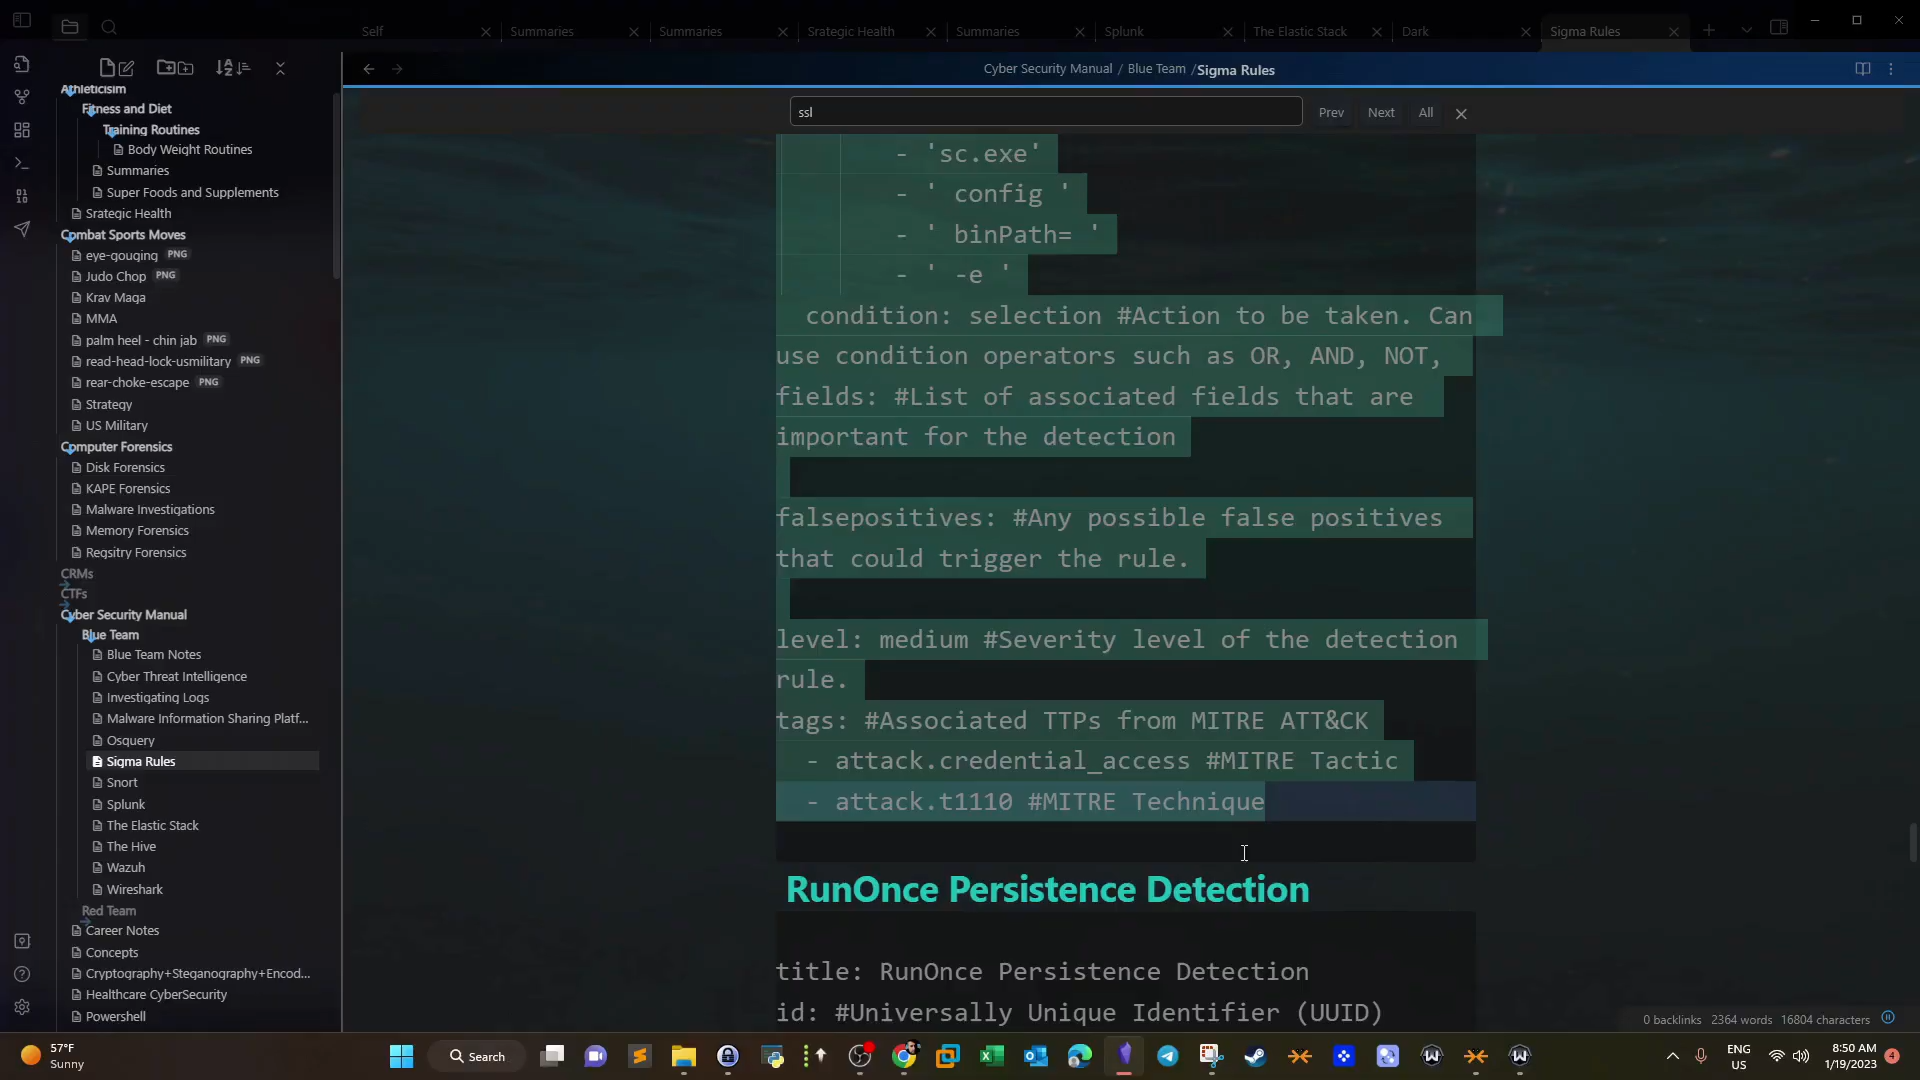 Self
Summaries
Summaries
Srategic Health
Summaries
Splunk
The Elastic Stack
Dark
Sigma Rules
Cyber Security Manual / Blue Team / Sigma Rules
ssl
Prev
Next
All
Athleticisim
Fitness and Diet
Training Routines
Body Weight Routines
Summaries
Super Foods and Supplements
Srategic Health
Combat Sports Moves
eye-gouging PNG
Judo Chop PNG
Krav Maga
MMA
palm heel - chin jab PNG
read-head-lock-usmilitary PNG
rear-choke-escape PNG
Strategy
US Military
Computer Forensics
Disk Forensics
KAPE Forensics
Malware Investigations
Memory Forensics
Regsitry Forensics
CRMs
CTFs
Cyber Security Manual
Blue Team
Blue Team Notes
Cyber Threat Intelligence
Investigating Logs
Malware Information Sharing Platf...
Osquery
Sigma Rules
Snort
Splunk
The Elastic Stack
The Hive
Wazuh
Wireshark
Red Team
Career Notes
Concepts
Cryptography+Steganography+Encod...
Healthcare CyberSecurity
Powershell
- 'sc.exe'
- ' config '
- ' binPath= '
- ' -e '
condition: selection #Action to be taken. Can
use condition operators such as OR, AND, NOT,
fields: #List of associated fields that are
important for the detection
falsepositives: #Any possible false positives
that could trigger the rule.
level: medium #Severity level of the detection
rule.
tags: #Associated TTPs from MITRE ATT&CK
- attack.credential_access #MITRE Tactic
- attack.t1110 #MITRE Technique
RunOnce Persistence Detection
title: RunOnce Persistence Detection
id: #Universally Unique Identifier (UUID)
0 backlinks 2364 words 16804 characters
57°F
Sunny
Search
ENG
US
8:50 AM
1/19/2023
4